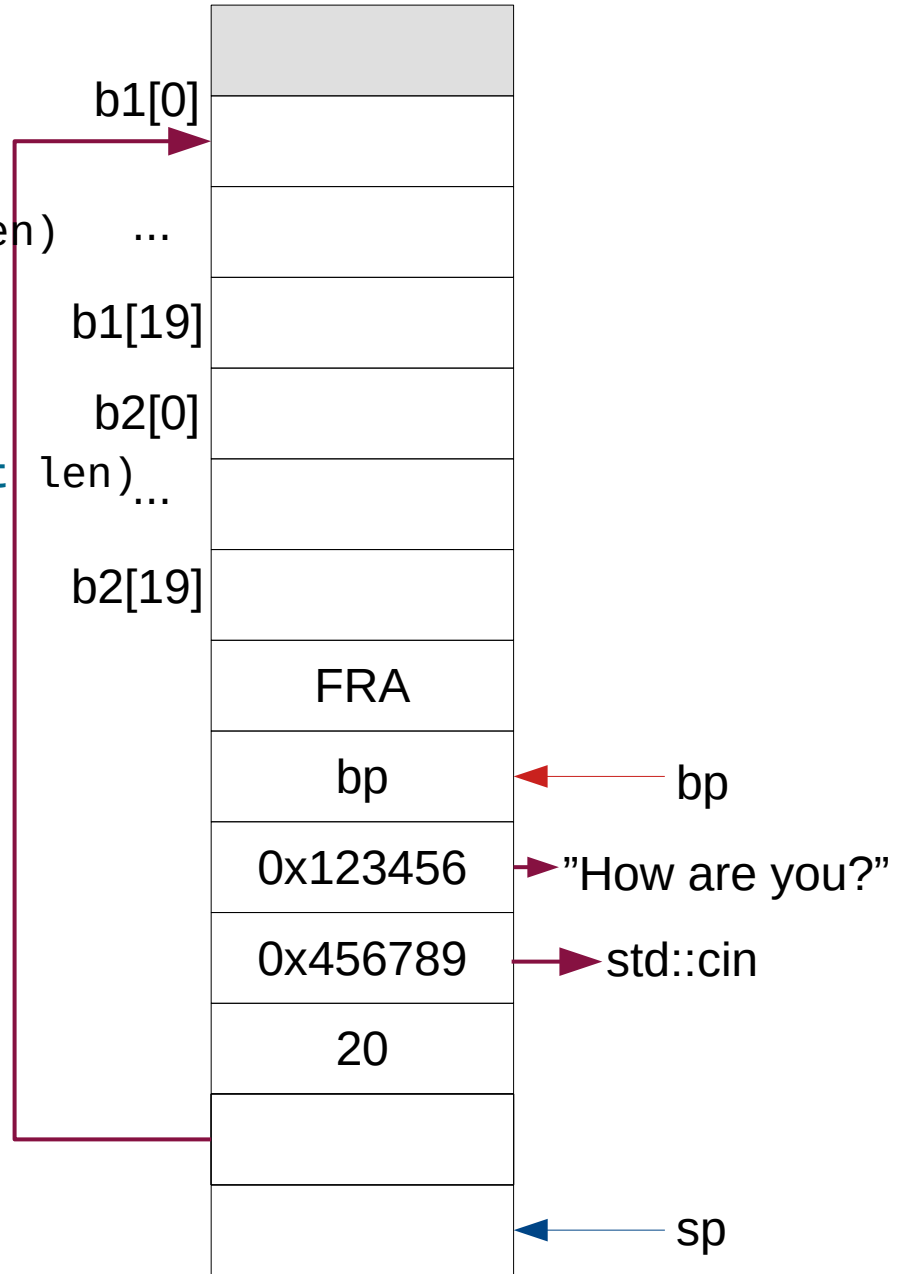 b1[0]
en) ...
b1[19]
b2[0]
t len) ...
b2[19]
FRA
bp bp
0x123456 ”How are you?”
0x456789 std::cin
20
sp